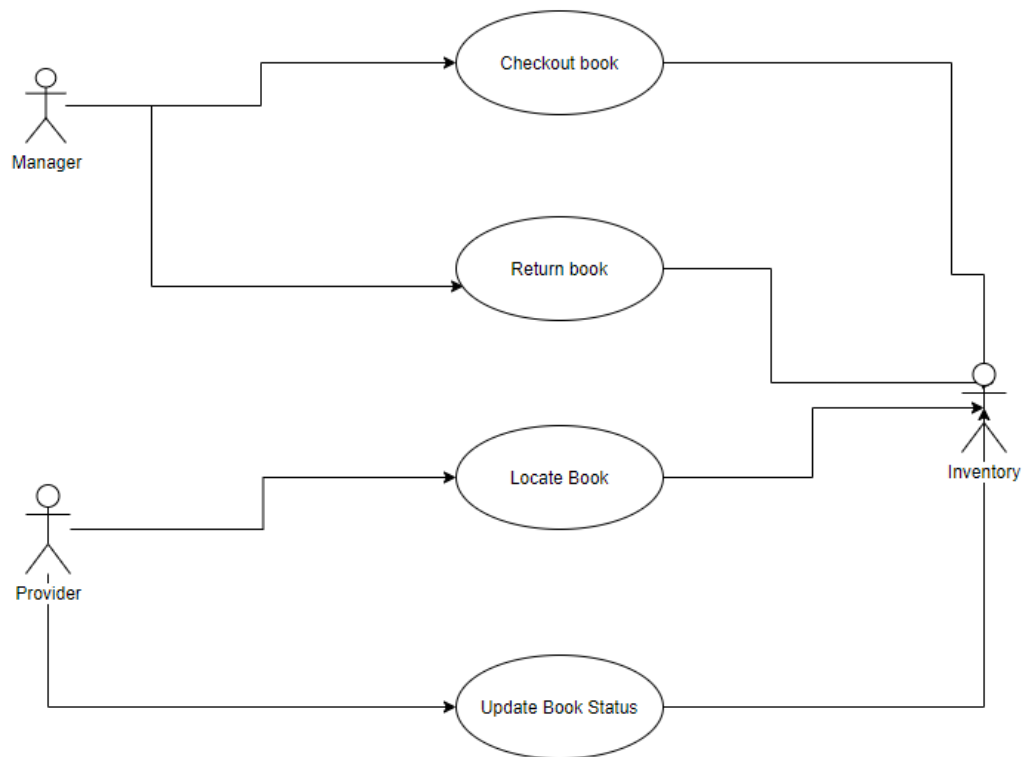 Checkout book
Manager
Return book
Locate Book
Inventory
Provider
Update Book Status